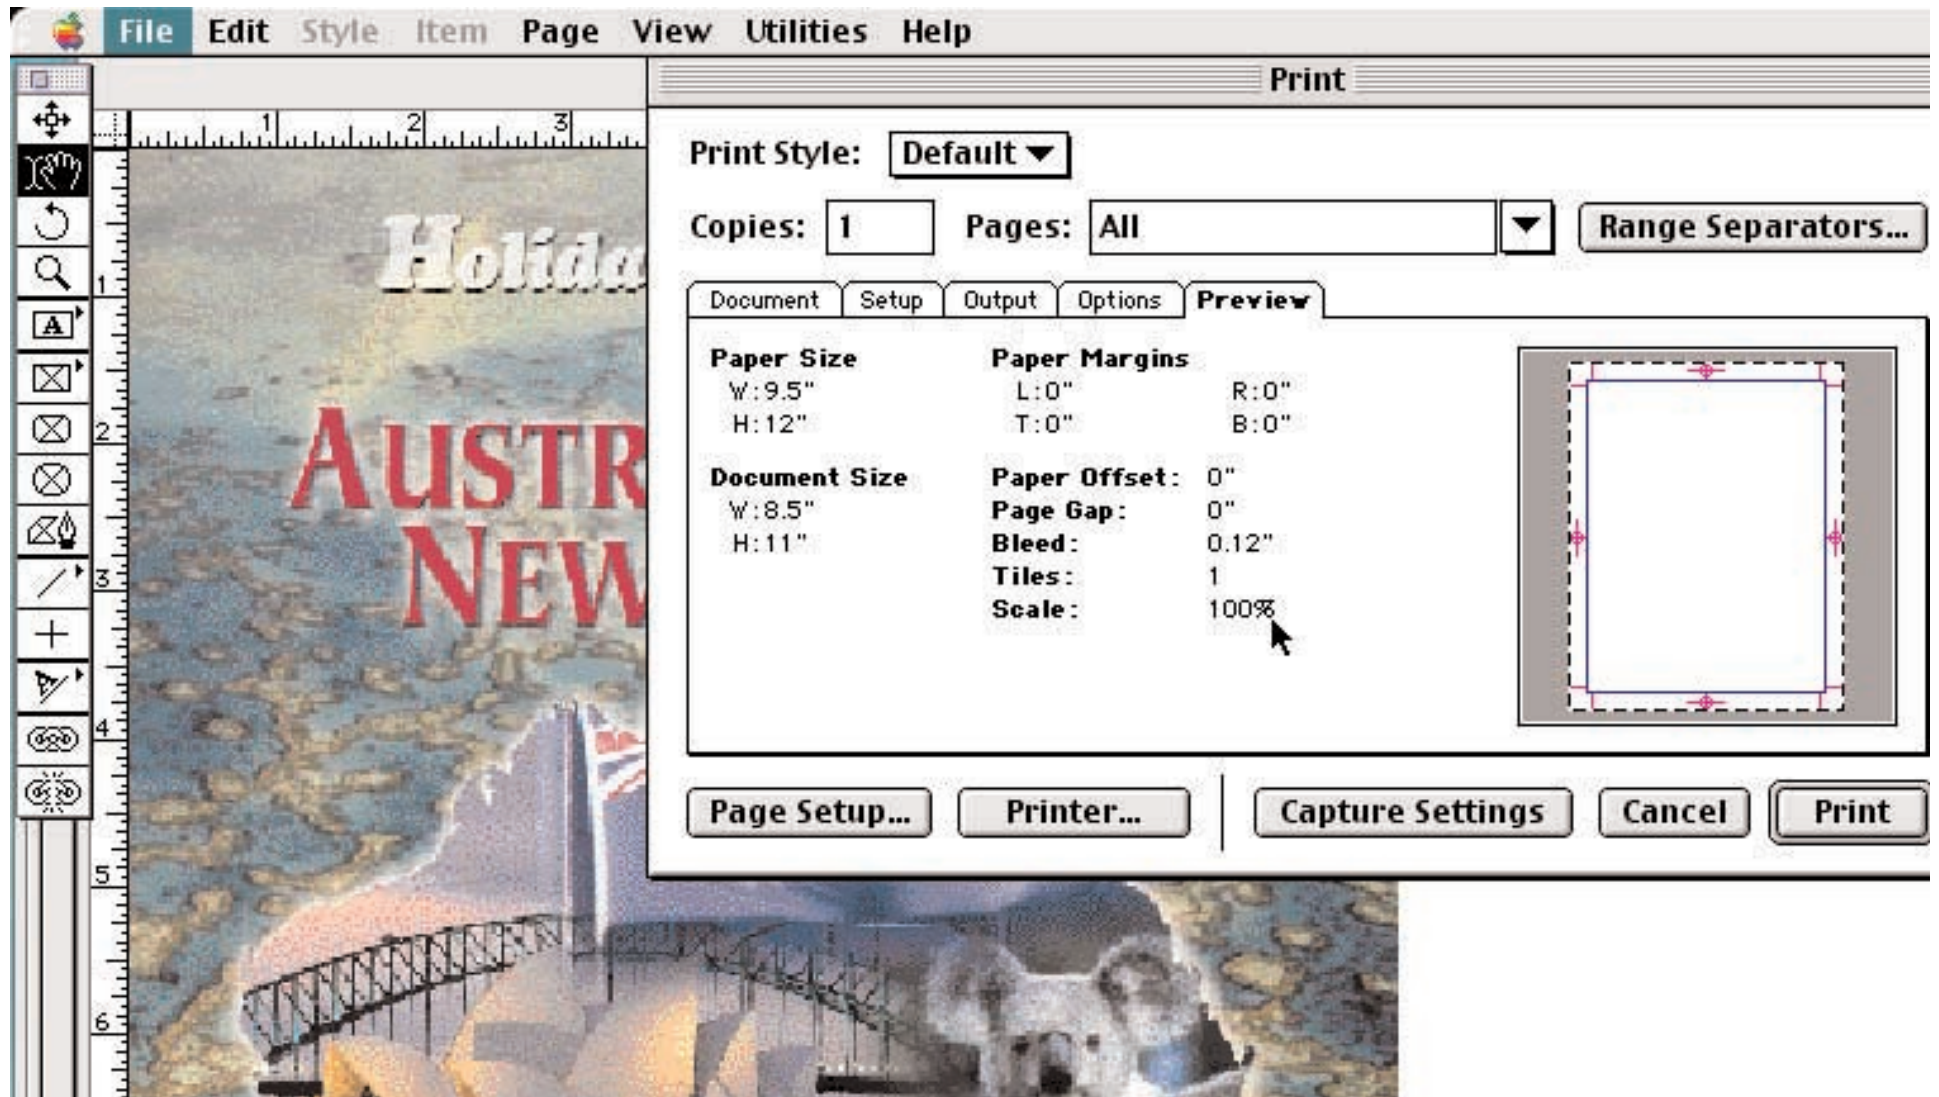 File Edit Style Item Page View Utilities Help
Print
1 2 3
Print Style: Default
Copies: 1 Pages: All Range Separators...
Document Setup Output Options Preview
Paper Size Paper Margins
W:9.5" L:0" R:0"
H:12" T:0" B:0"
Document Size Paper Offset: 0"
W:8.5" Page Gap: 0"
H:11" Bleed: 0.12"
Tiles: 1
Scale: 100%
Page Setup... Printer... Capture Settings Cancel Print
Holida
AUSTR
NEW
A
1
2
3
4
5
6